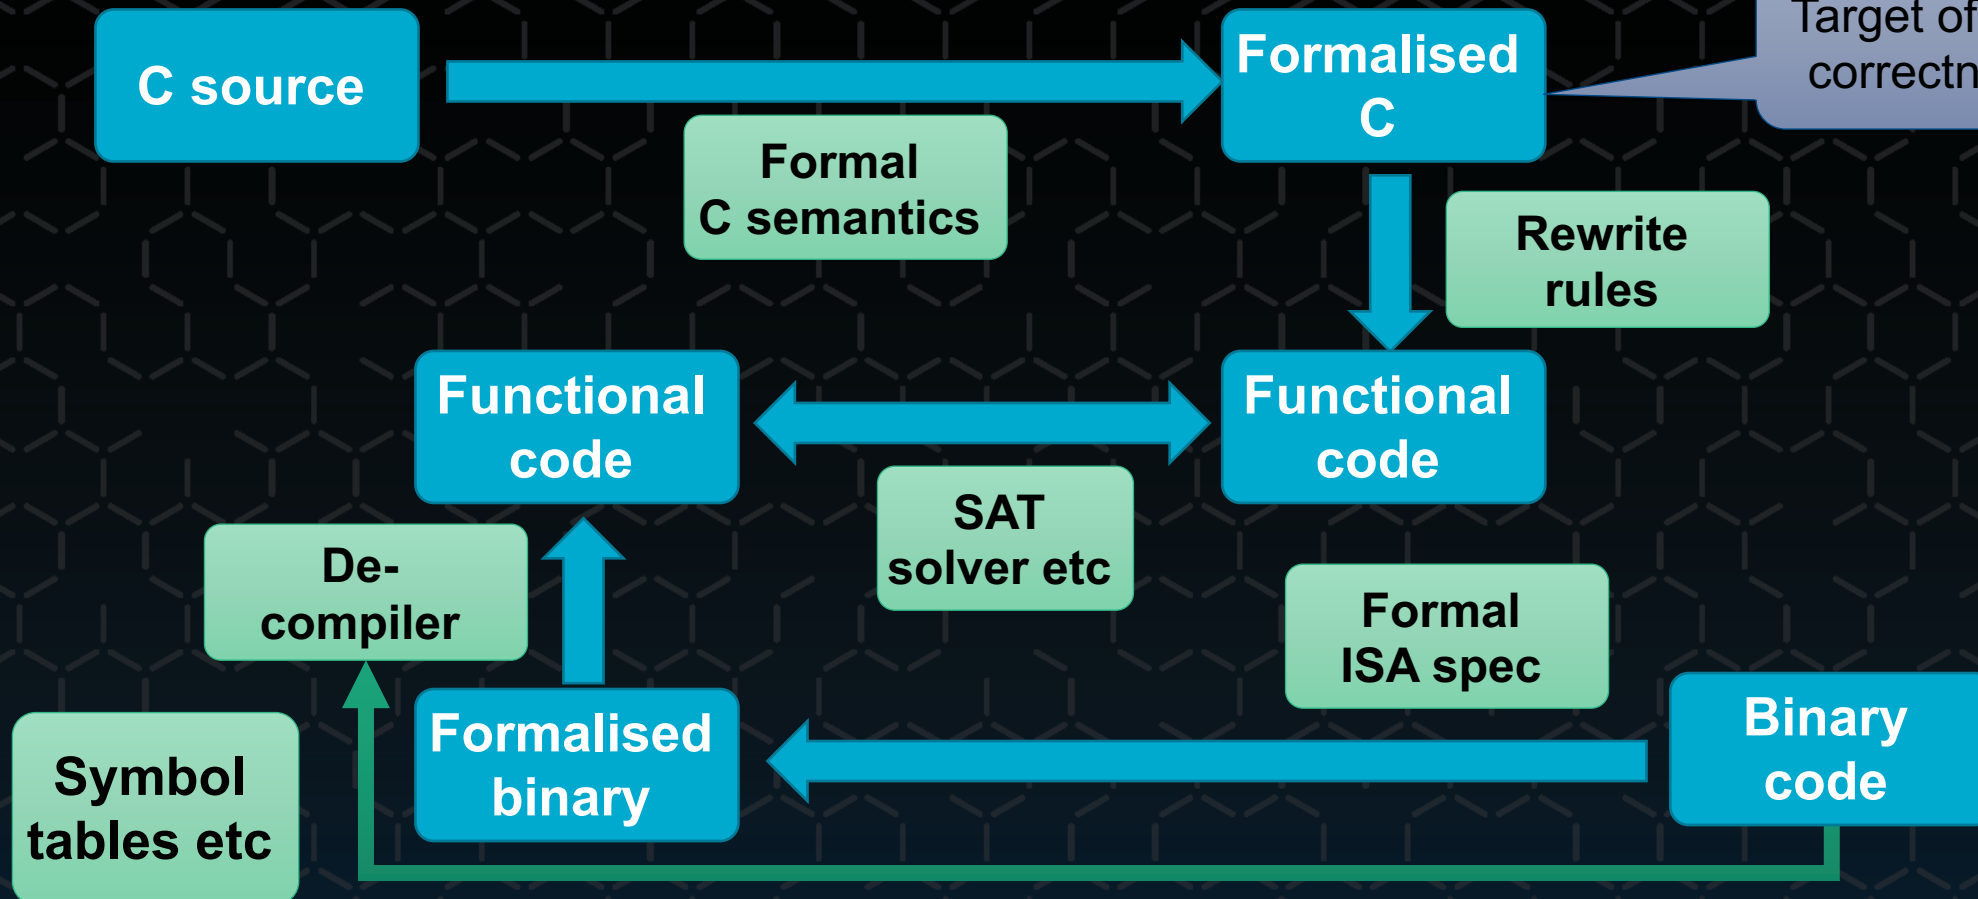 C source
Formalised
C
Target of
Formal
C semantics
Rewrite
rules
Functional
code
Functional
code
SAT
solver etc
De-
compiler
Formal
ISA spec
Formalised
binary
Binary
code
Symbol
tables etc